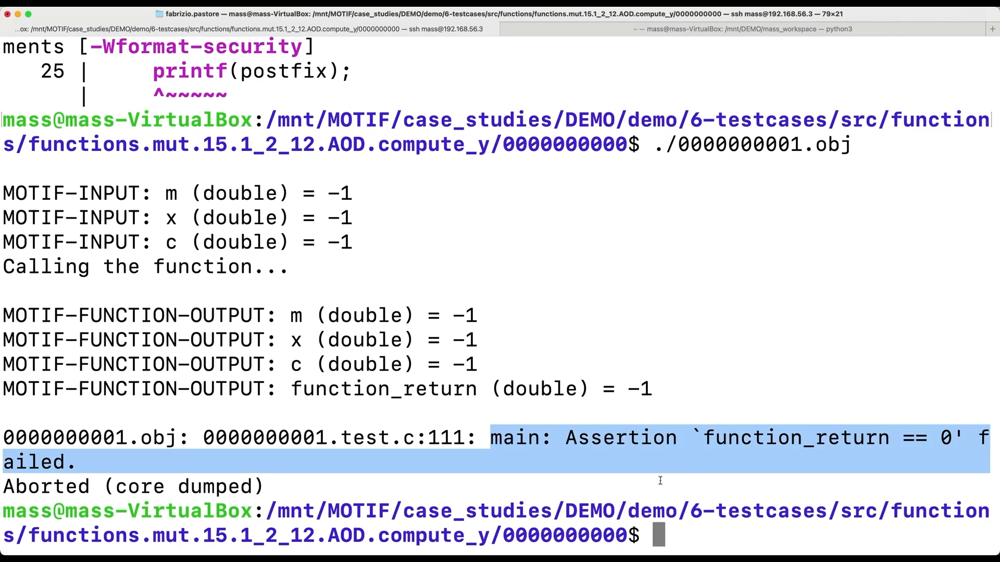 fabrizio.pastore — mass@mass-VirtualBox: /mnt/MOTIF/case_studies/DEMO/demo/6-testcases/src/functions/functions.mut.15.1_2_12.AOD.compute_y/0000000000 — ssh mass@192.168.56.3 — 79×21
...ox: /mnt/MOTIF/case_studies/DEMO/demo/6-testcases/src/functions/functions.mut.15.1_2_12.AOD.compute_y/0000000000 — ssh mass@192.168.56.3
~ — mass@mass-VirtualBox: /mnt/DEMO/mass_workspace — python3 +
ments [-Wformat-security]
25 | printf(postfix);
| ^~~~~~
mass@mass-VirtualBox:/mnt/MOTIF/case_studies/DEMO/demo/6-testcases/src/function
s/functions.mut.15.1_2_12.AOD.compute_y/0000000000$ ./0000000001.obj
MOTIF-INPUT: m (double) = -1
MOTIF-INPUT: x (double) = -1
MOTIF-INPUT: c (double) = -1
Calling the function...
MOTIF-FUNCTION-OUTPUT: m (double) = -1
MOTIF-FUNCTION-OUTPUT: x (double) = -1
MOTIF-FUNCTION-OUTPUT: c (double) = -1
MOTIF-FUNCTION-OUTPUT: function_return (double) = -1
0000000001.obj: 0000000001.test.c:111: main: Assertion `function_return == 0' f
ailed.
Aborted (core dumped)
mass@mass-VirtualBox:/mnt/MOTIF/case_studies/DEMO/demo/6-testcases/src/function
s/functions.mut.15.1_2_12.AOD.compute_y/0000000000$